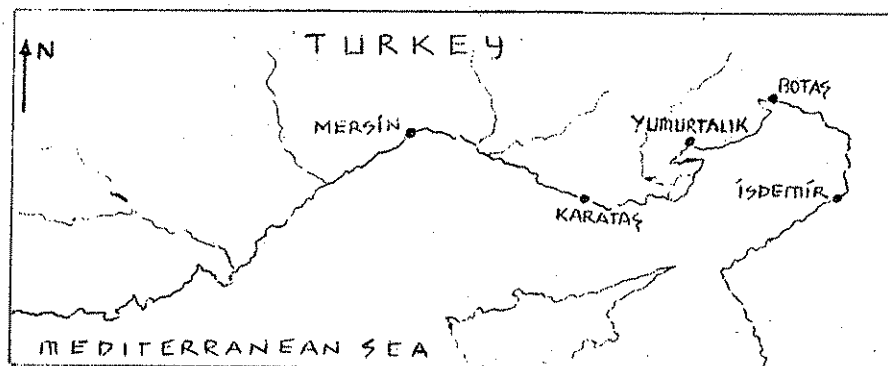 TURKEY
N
BOTAŞ
MERSİN
YUMURTALIK
KARATAŞ
İSDEMİR
MEDITERRANEAN SEA